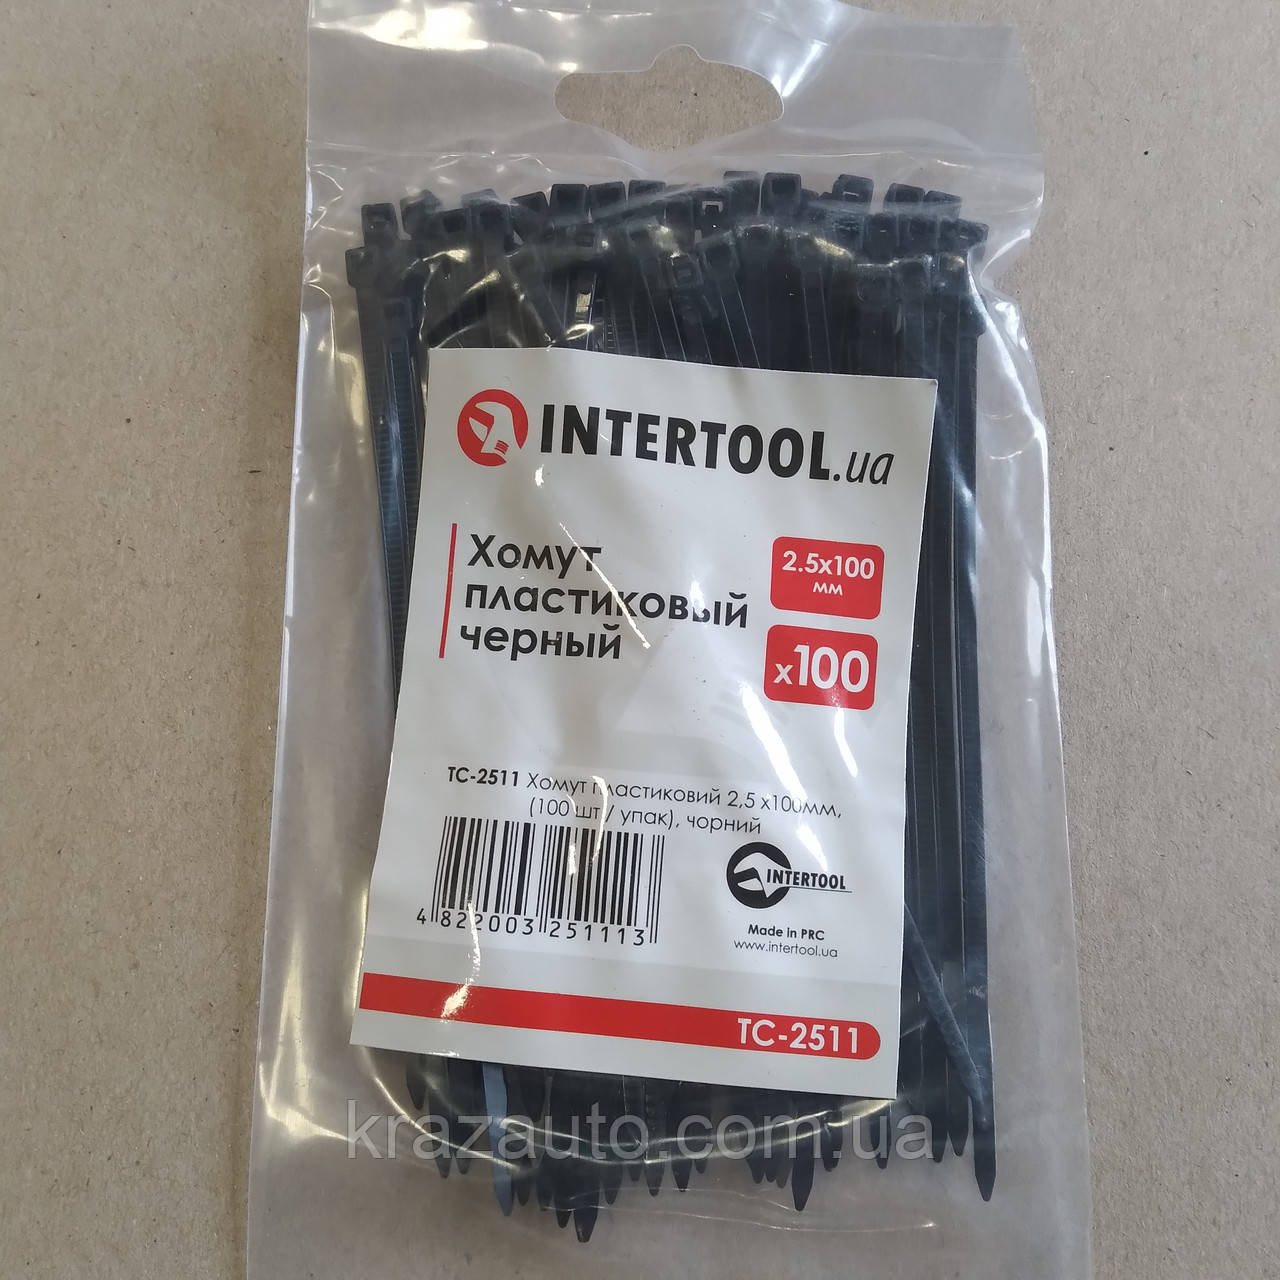 INTERTOOL.ua
Хомут
пластиковый
черный
2.5x100
мм
x100
TC-2511 Хомут пластиковий 2,5 x100мм,
(100 шт/ упак), чорний
4 822003 251113
INTERTOOL
Made in PRC
www.intertool.ua
TC-2511
krazauto.com.ua